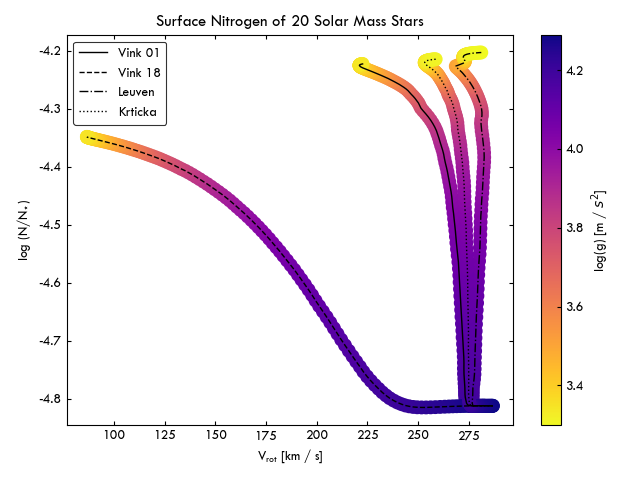 Surface Nitrogen of 20 Solar Mass Stars
Vink 01
Vink 18
Leuven
Krticka
-4.2
-4.3
-4.4
-4.5
-4.6
-4.7
-4.8
log (N/N⋆)
100
125
150
175
200
225
250
275
V_rot [km / s]
4.2
4.0
3.8
3.6
3.4
log(g) [m / s²]